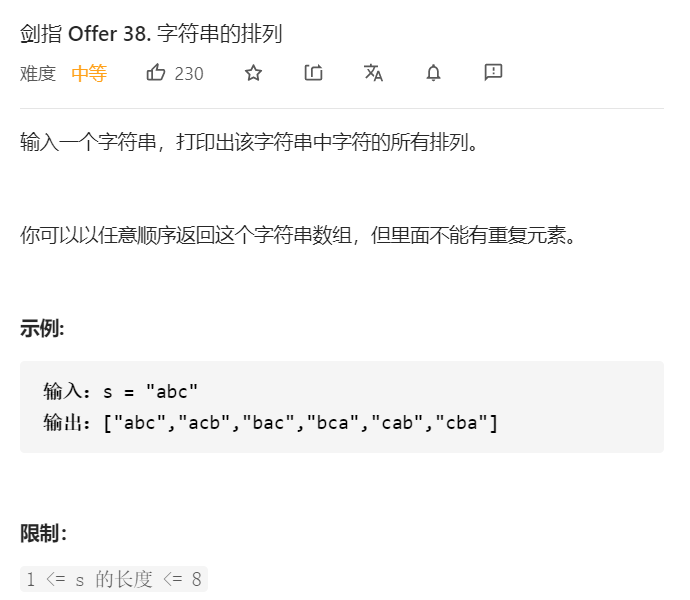 剑指 Offer 38. 字符串的排列
难度 中等 230
输入一个字符串，打印出该字符串中字符的所有排列。
你可以以任意顺序返回这个字符串数组，但里面不能有重复元素。
示例:
输入：s = "abc"
输出：["abc","acb","bac","bca","cab","cba"]
限制：
1 <= s 的长度 <= 8